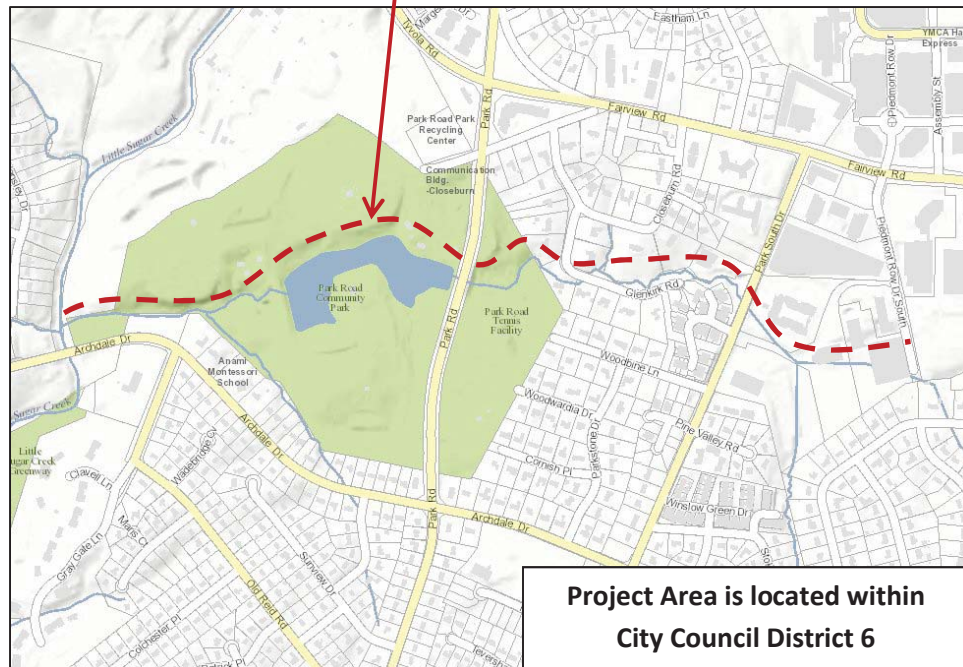 Eastham Ln
YMCA Ha
Express
Tyvola Rd
Park Rd
Piedmont Row Dr
Assembly St
Fairview Rd
Park Road Park
Recycling
Center
Little Sugar Creek
Communication
Bldg.
-Closeburn
Closeburn Rd
Fairview Rd
Piedmont Row Dr South
Park South Dr
Glenkirk Rd
Park Road
Community
Park
Park Road
Tennis
Facility
Park Rd
Archdale Dr
Anami
Montessori
School
Woodbine Ln
Woodwardia Dr
Parkstone Dr
Pine Valley Rd
Sugar Creek
Archdale Dr
Little
ugar Creek
Greenway
Wadebridge Cv
Cornish Pl
Clavell Ln
Winslow Green Dr
Park Rd
Archdale Dr
Maris Ct
Gray Gate Ln
Sunview Dr
Old Reid Rd
Colchester Pl
Project Area is located within
City Council District 6